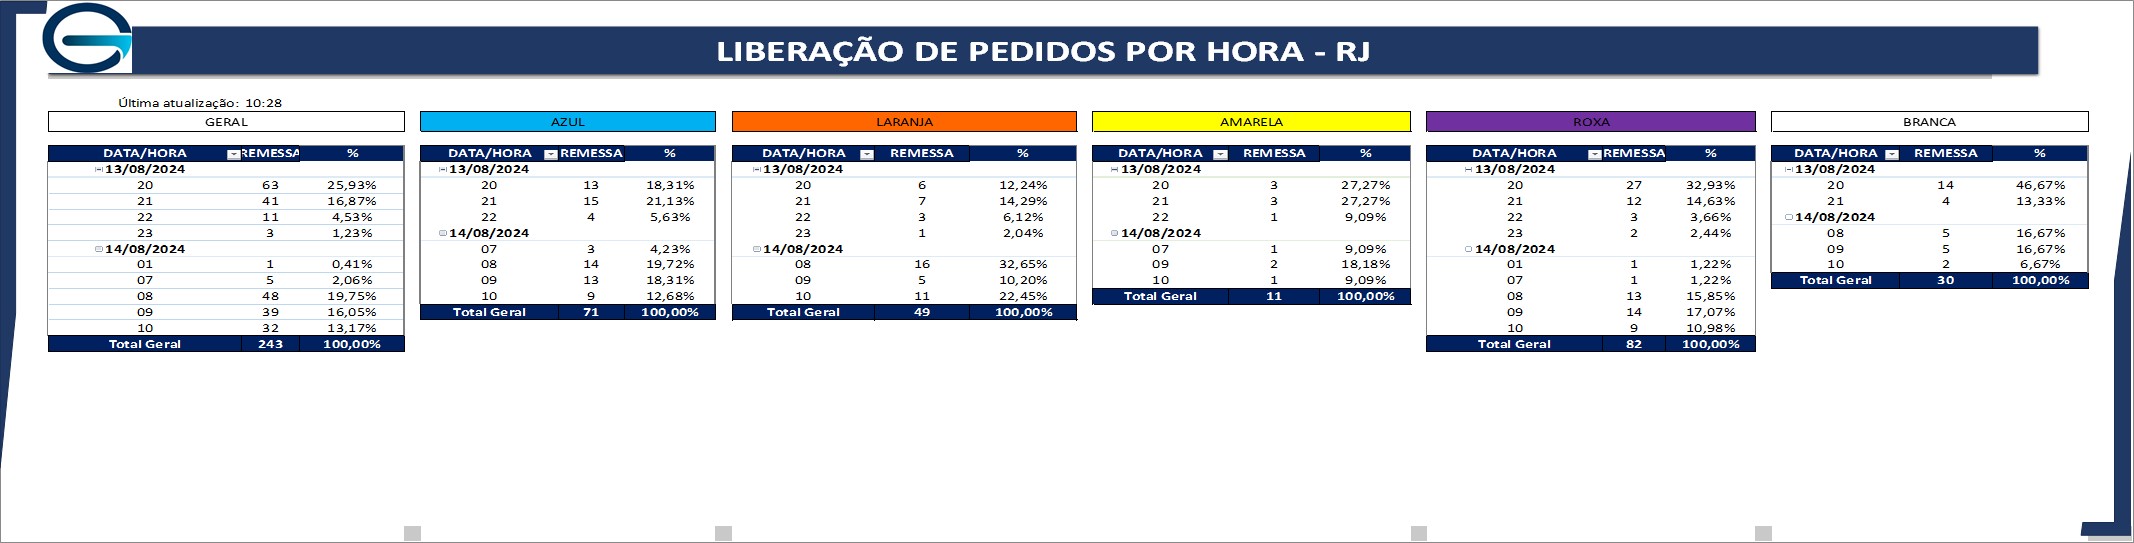 LIBERAÇÃO DE PEDIDOS POR HORA - RJ
Última atualização: 10:28
GERAL
DATA/HORA REMESSA %
13/08/2024
20 63 25,93%
21 41 16,87%
22 11 4,53%
23 3 1,23%
14/08/2024
01 1 0,41%
07 5 2,06%
08 48 19,75%
09 39 16,05%
10 32 13,17%
Total Geral 243 100,00%
AZUL
DATA/HORA REMESSA %
13/08/2024
20 13 18,31%
21 15 21,13%
22 4 5,63%
14/08/2024
07 3 4,23%
08 14 19,72%
09 13 18,31%
10 9 12,68%
Total Geral 71 100,00%
LARANJA
DATA/HORA REMESSA %
13/08/2024
20 6 12,24%
21 7 14,29%
22 3 6,12%
23 1 2,04%
14/08/2024
08 16 32,65%
09 5 10,20%
10 11 22,45%
Total Geral 49 100,00%
AMARELA
DATA/HORA REMESSA %
13/08/2024
20 3 27,27%
21 3 27,27%
22 1 9,09%
14/08/2024
07 1 9,09%
09 2 18,18%
10 1 9,09%
Total Geral 11 100,00%
ROXA
DATA/HORA REMESSA %
13/08/2024
20 27 32,93%
21 12 14,63%
22 3 3,66%
23 2 2,44%
14/08/2024
01 1 1,22%
07 1 1,22%
08 13 15,85%
09 14 17,07%
10 9 10,98%
Total Geral 82 100,00%
BRANCA
DATA/HORA REMESSA %
13/08/2024
20 14 46,67%
21 4 13,33%
14/08/2024
08 5 16,67%
09 5 16,67%
10 2 6,67%
Total Geral 30 100,00%